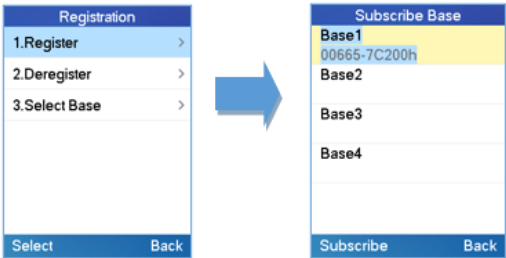 Registration
1.Register
2.Deregister
3.Select Base
Select Back
Subscribe Base
Base1
00665-7C200h
Base2
Base3
Base4
Subscribe Back